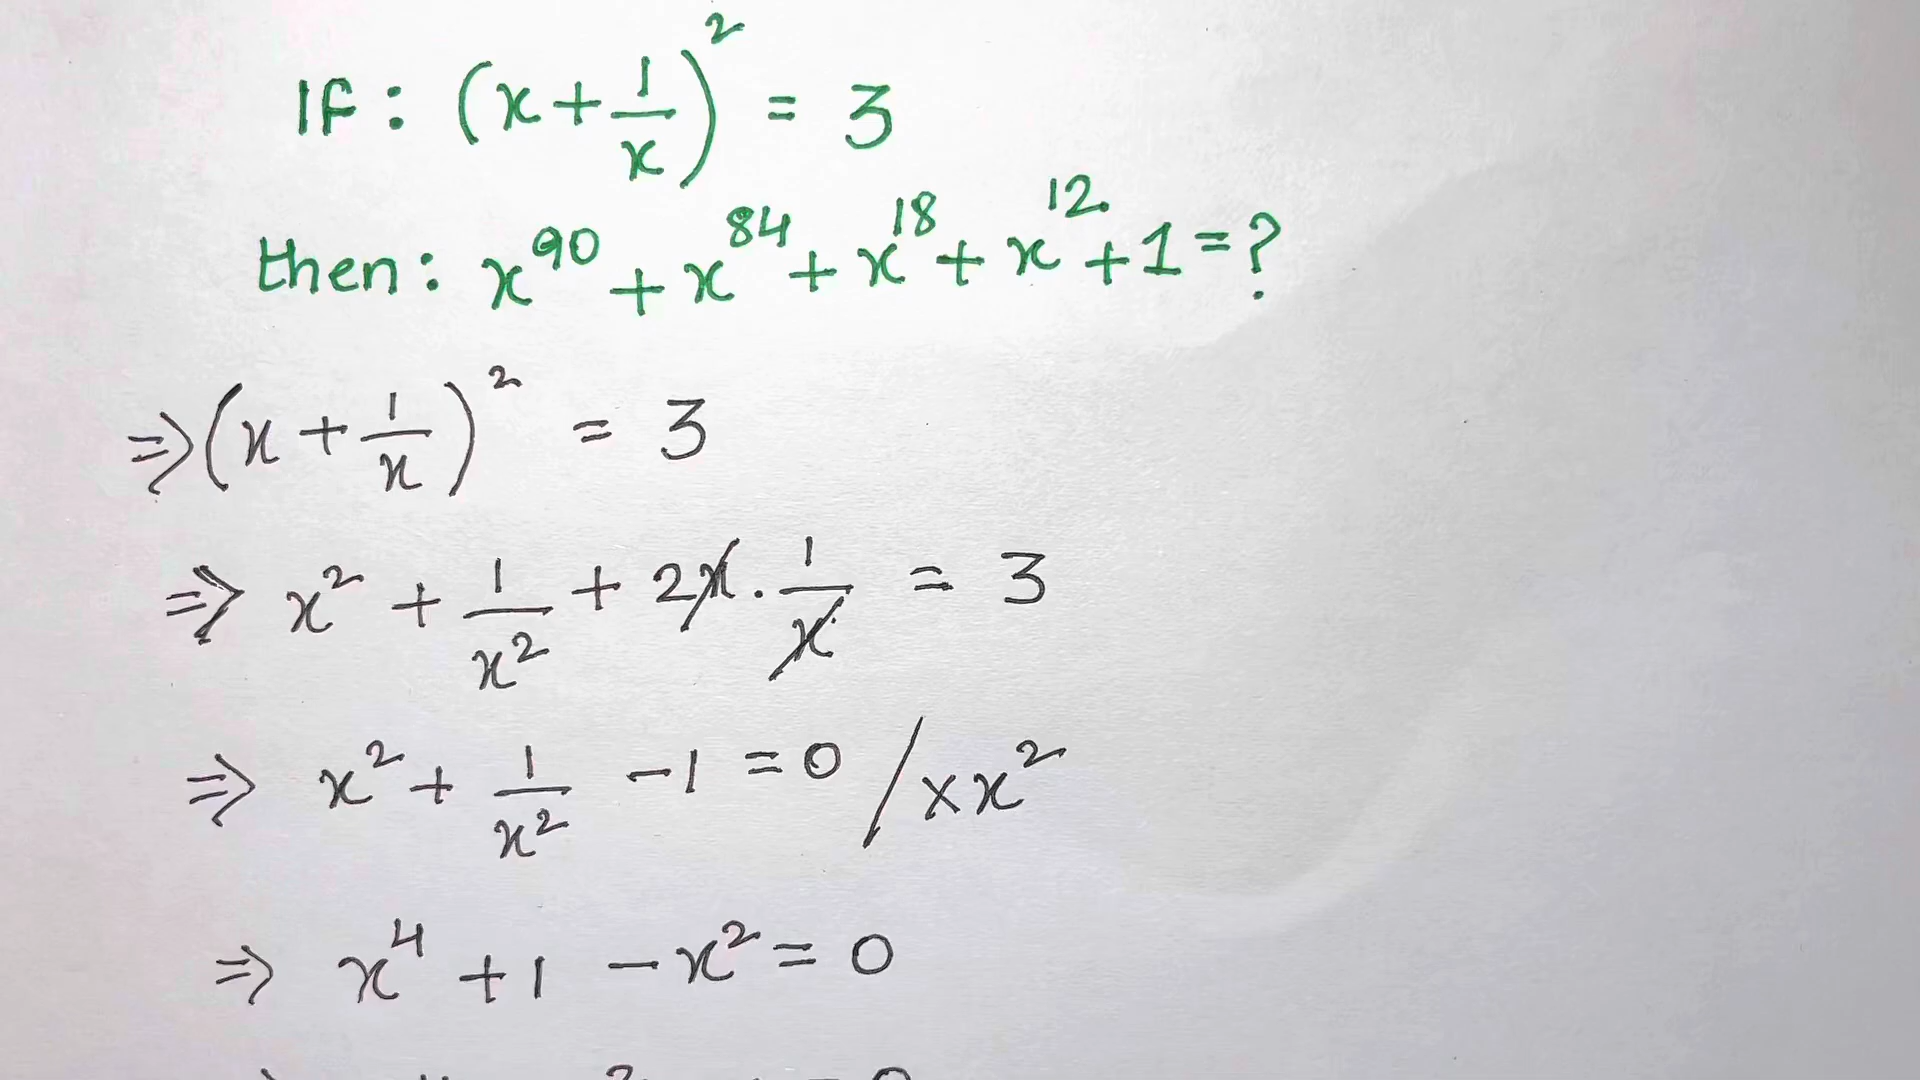 If: (x + 1/x)² = 3
then: x⁹⁰ + x⁸⁴ + x¹⁸ + x¹² + 1 = ?
⇒ (x + 1/x)² = 3
⇒ x² + 1/x² + 2x · 1/x = 3
⇒ x² + 1/x² - 1 = 0 / × x²
⇒ x⁴ + 1 - x² = 0